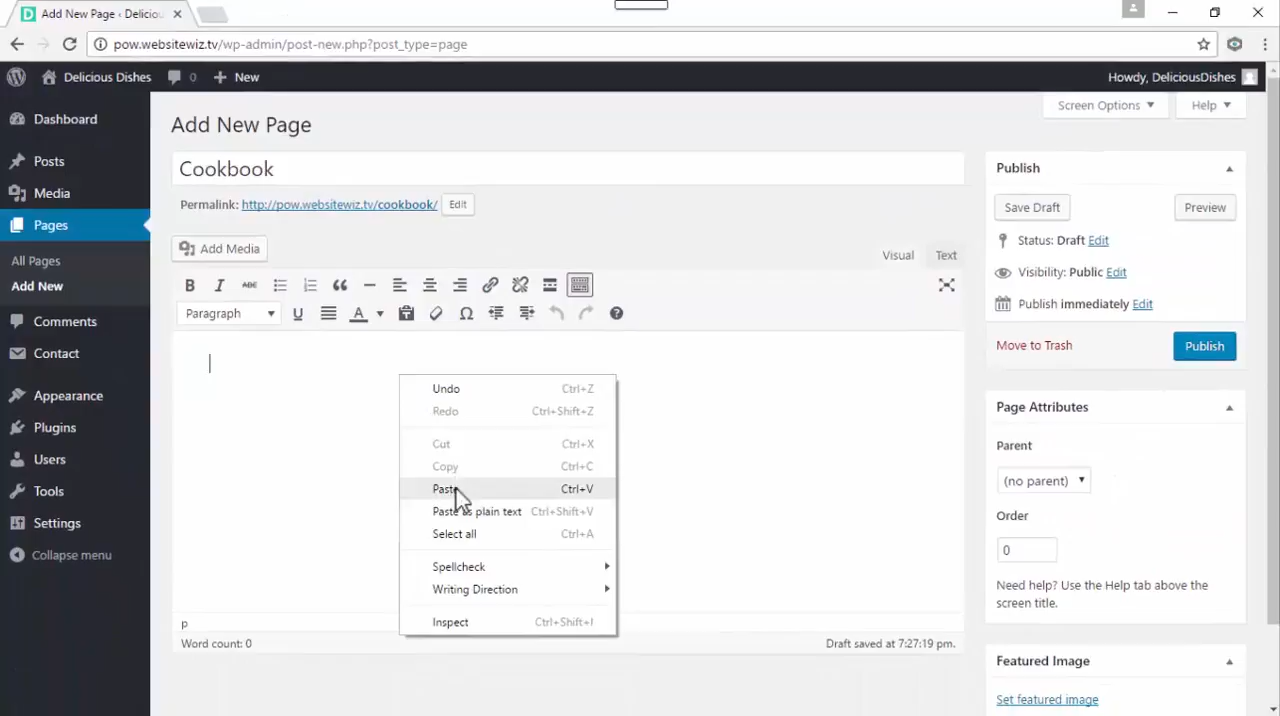 Add New Page ‹ Deliciou
pow.websitewiz.tv/wp-admin/post-new.php?post_type=page
Delicious Dishes 0 New Howdy, DeliciousDishes
Screen Options Help
Dashboard
Posts
Media
Pages
All Pages
Add New
Comments
Contact
Appearance
Plugins
Users
Tools
Settings
Collapse menu
Add New Page
Cookbook
Permalink: http://pow.websitewiz.tv/cookbook/ Edit
Add Media Visual Text
B I ABC
Paragraph U A Ω
Undo Ctrl+Z
Redo Ctrl+Shift+Z
Cut Ctrl+X
Copy Ctrl+C
Paste Ctrl+V
Paste as plain text Ctrl+Shift+V
Select all Ctrl+A
Spellcheck
Writing Direction
Inspect Ctrl+Shift+I
p
Word count: 0 Draft saved at 7:27:19 pm.
Publish
Save Draft Preview
Status: Draft Edit
Visibility: Public Edit
Publish immediately Edit
Move to Trash Publish
Page Attributes
Parent
(no parent)
Order
0
Need help? Use the Help tab above the
screen title.
Featured Image
Set featured image